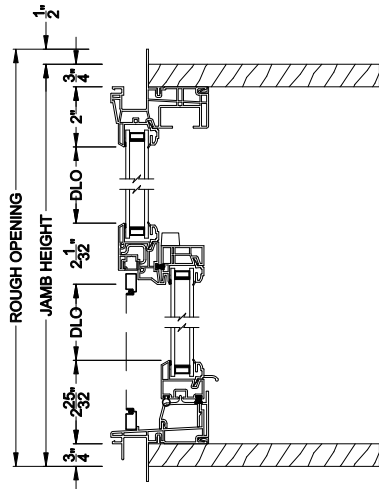 ROUGH OPENING
JAMB HEIGHT
1/2"
3/4"
2"
DLO
2 1/32"
DLO
2 25/32"
3/4"